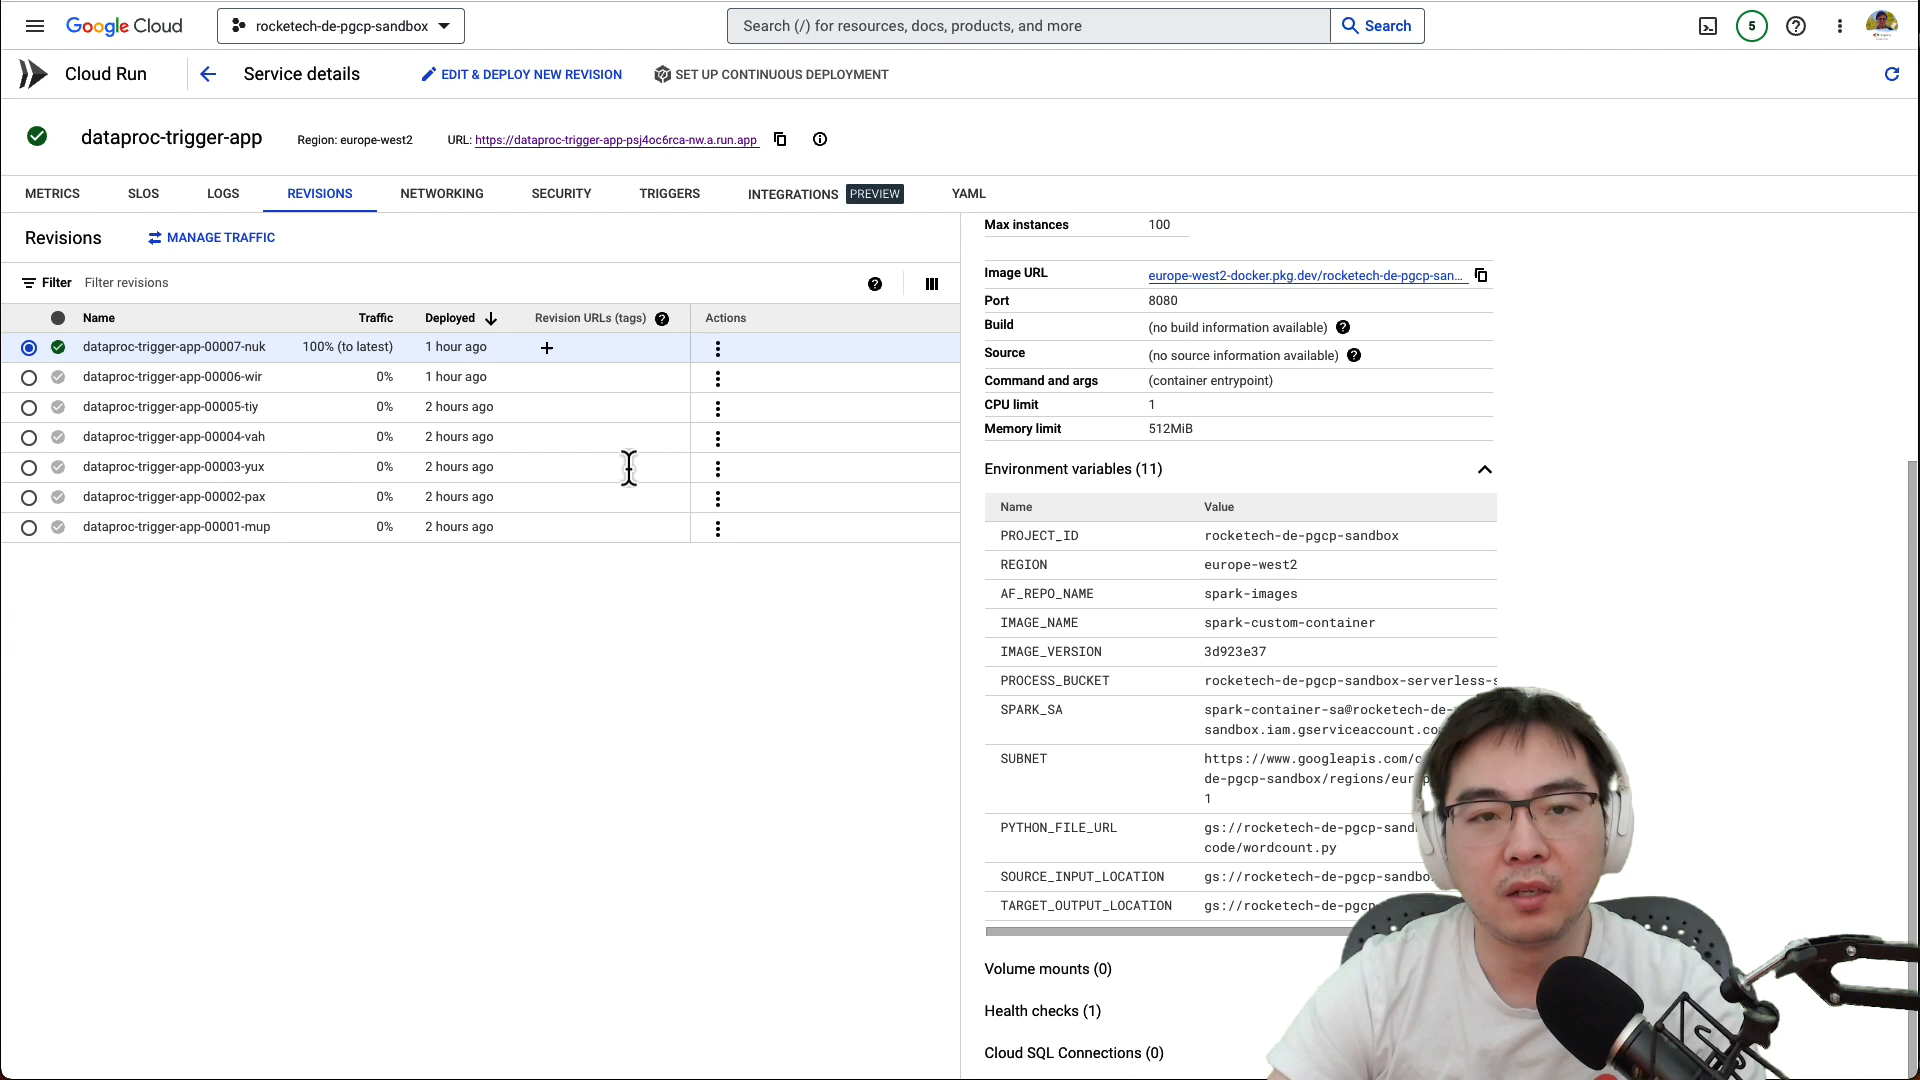 Google Cloud
rocketech-de-pgcp-sandbox
Search (/) for resources, docs, products, and more
Search
5
Cloud Run
Service details
EDIT & DEPLOY NEW REVISION
SET UP CONTINUOUS DEPLOYMENT
dataproc-trigger-app
Region: europe-west2
URL: https://dataproc-trigger-app-psj4oc6rca-nw.a.run.app
METRICS
SLOS
LOGS
REVISIONS
NETWORKING
SECURITY
TRIGGERS
INTEGRATIONS PREVIEW
YAML
Revisions
MANAGE TRAFFIC
Filter Filter revisions
Name Traffic Deployed Revision URLs (tags) Actions
dataproc-trigger-app-00007-nuk 100% (to latest) 1 hour ago
dataproc-trigger-app-00006-wir 0% 1 hour ago
dataproc-trigger-app-00005-tiy 0% 2 hours ago
dataproc-trigger-app-00004-vah 0% 2 hours ago
dataproc-trigger-app-00003-yux 0% 2 hours ago
dataproc-trigger-app-00002-pax 0% 2 hours ago
dataproc-trigger-app-00001-mup 0% 2 hours ago
Max instances 100
Image URL europe-west2-docker.pkg.dev/rocketech-de-pgcp-san...
Port 8080
Build (no build information available)
Source (no source information available)
Command and args (container entrypoint)
CPU limit 1
Memory limit 512MiB
Environment variables (11)
Name Value
PROJECT_ID rocketech-de-pgcp-sandbox
REGION europe-west2
AF_REPO_NAME spark-images
IMAGE_NAME spark-custom-container
IMAGE_VERSION 3d923e37
PROCESS_BUCKET rocketech-de-pgcp-sandbox-serverless-s
SPARK_SA spark-container-sa@rocketech-de-
sandbox.iam.gserviceaccount.co
SUBNET https://www.googleapis.com/c
de-pgcp-sandbox/regions/eur
1
PYTHON_FILE_URL gs://rocketech-de-pgcp-sand
code/wordcount.py
SOURCE_INPUT_LOCATION gs://rocketech-de-pgcp-sandbo
TARGET_OUTPUT_LOCATION gs://rocketech-de-pgcp
Volume mounts (0)
Health checks (1)
Cloud SQL Connections (0)